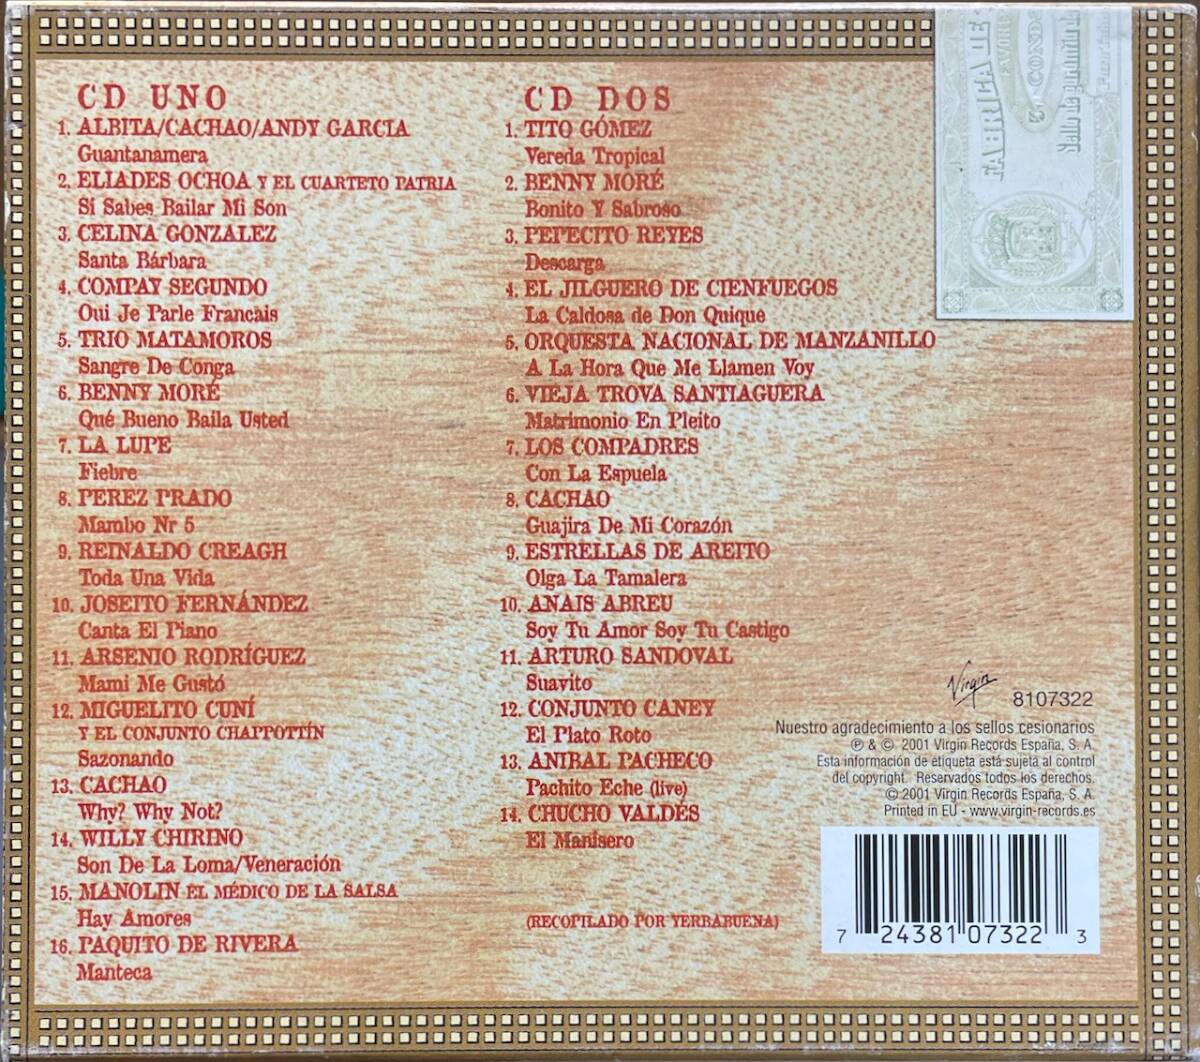 CD UNO
1. ALBITA/CACHAO/ANDY GARCIA
Guantanamera
2. ELIADES OCHOA Y EL CUARTETO PATRIA
Si Sabes Bailar Mi Son
3. CELINA GONZALEZ
Santa Bárbara
4. COMPAY SEGUNDO
Oui Je Parle Francais
5. TRIO MATAMOROS
Sangre De Conga
6. BENNY MORÉ
Qué Bueno Baila Usted
7. LA LUPE
Fiebre
8. PEREZ PRADO
Mambo Nr 5
9. REINALDO CREAGH
Toda Una Vida
10. JOSEITO FERNÁNDEZ
Canta El Piano
11. ARSENIO RODRÍGUEZ
Mami Me Gustó
12. MIGUELITO CUNÍ
Y EL CONJUNTO CHAPPOTTÍN
Sazonando
13. CACHAO
Why? Why Not?
14. WILLY CHIRINO
Son De La Loma/Veneración
15. MANOLIN EL MÉDICO DE LA SALSA
Hay Amores
16. PAQUITO DE RIVERA
Manteca
CD DOS
1. TITO GÓMEZ
Vereda Tropical
2. BENNY MORÉ
Bonito Y Sabroso
3. PEPECITO REYES
Descarga
4. EL JILGUERO DE CIENFUEGOS
La Caldosa de Don Quique
5. ORQUESTA NACIONAL DE MANZANILLO
A La Hora Que Me Llamen Voy
6. VIEJA TROVA SANTIAGUERA
Matrimonio En Pleito
7. LOS COMPADRES
Con La Espuela
8. CACHAO
Guajira De Mi Corazón
9. ESTRELLAS DE AREITO
Olga La Tamalera
10. ANAIS ABREU
Soy Tu Amor Soy Tu Castigo
11. ARTURO SANDOVAL
Suavito
12. CONJUNTO CANEY
El Plato Roto
13. ANIBAL PACHECO
Pachito Eche (live)
14. CHUCHO VALDÉS
El Manisero
(RECOPILADO POR YERBABUENA)
FABRICA DE
Sello de garantía
Virgin
8107322
Nuestro agradecimiento a los sellos cesionarios
℗ & © 2001 Virgin Records España, S. A.
Esta información de etiqueta está sujeta al control
del copyright. Reservados todos los derechos.
© 2001 Virgin Records España, S. A.
Printed in EU - www.virgin-records.es
7 24381 07322 3